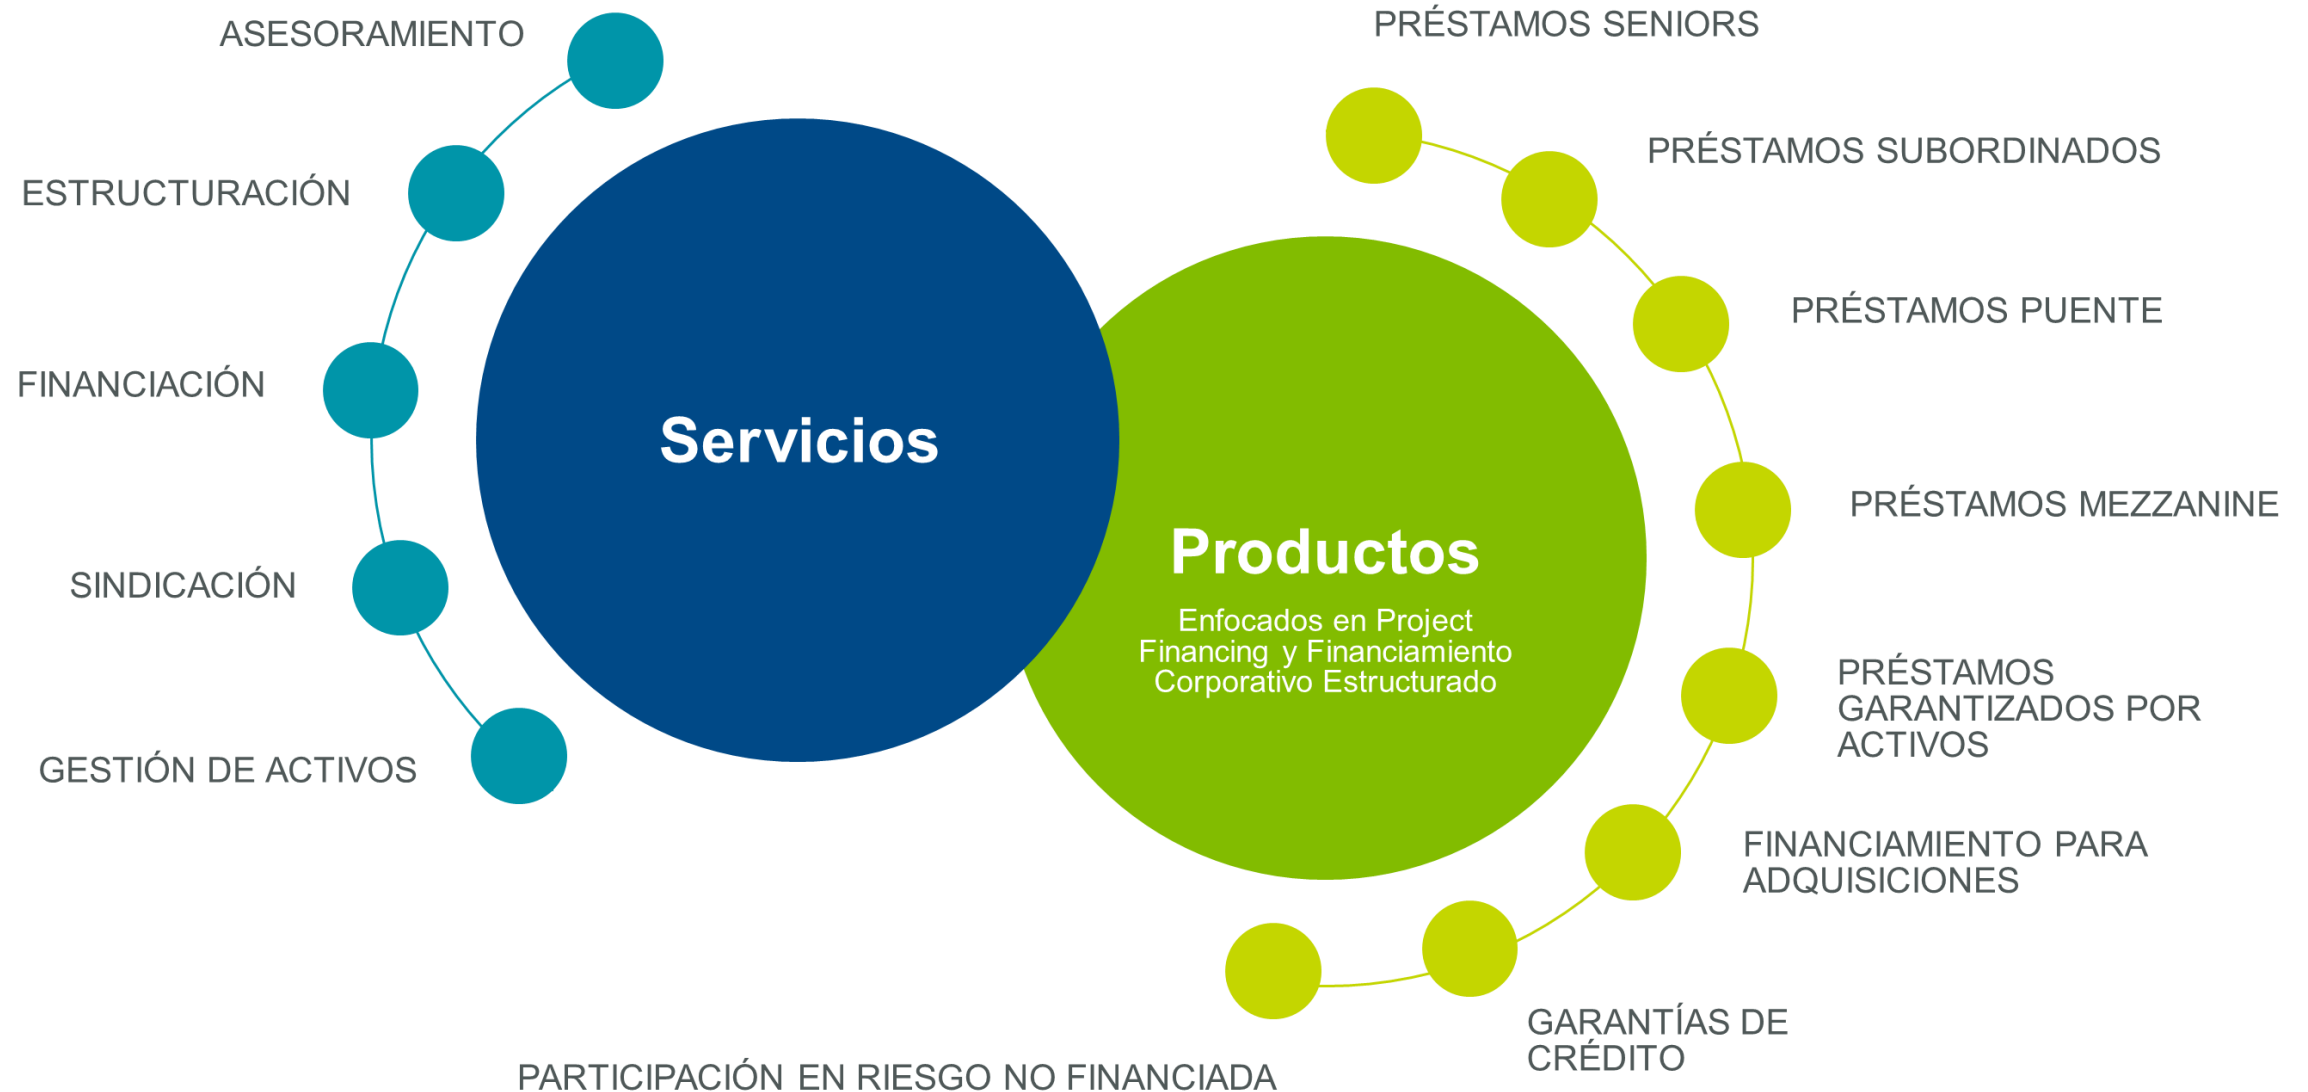 ASESORAMIENTO
ESTRUCTURACIÓN
FINANCIACIÓN
SINDICACIÓN
GESTIÓN DE ACTIVOS
Servicios
Productos
Enfocados en Project
Financing y Financiamiento
Corporativo Estructurado
PRÉSTAMOS SENIORS
PRÉSTAMOS SUBORDINADOS
PRÉSTAMOS PUENTE
PRÉSTAMOS MEZZANINE
PRÉSTAMOS
GARANTIZADOS POR
ACTIVOS
FINANCIAMIENTO PARA
ADQUISICIONES
GARANTÍAS DE
CRÉDITO
PARTICIPACIÓN EN RIESGO NO FINANCIADA